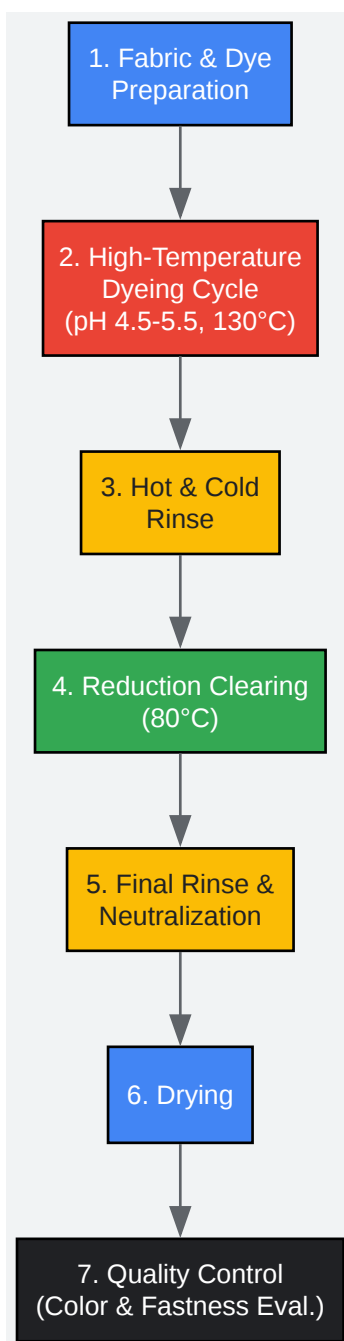 1. Fabric & Dye
Preparation
2. High-Temperature
Dyeing Cycle
(pH 4.5-5.5, 130°C)
3. Hot & Cold
Rinse
4. Reduction Clearing
(80°C)
5. Final Rinse &
Neutralization
6. Drying
7. Quality Control
(Color & Fastness Eval.)